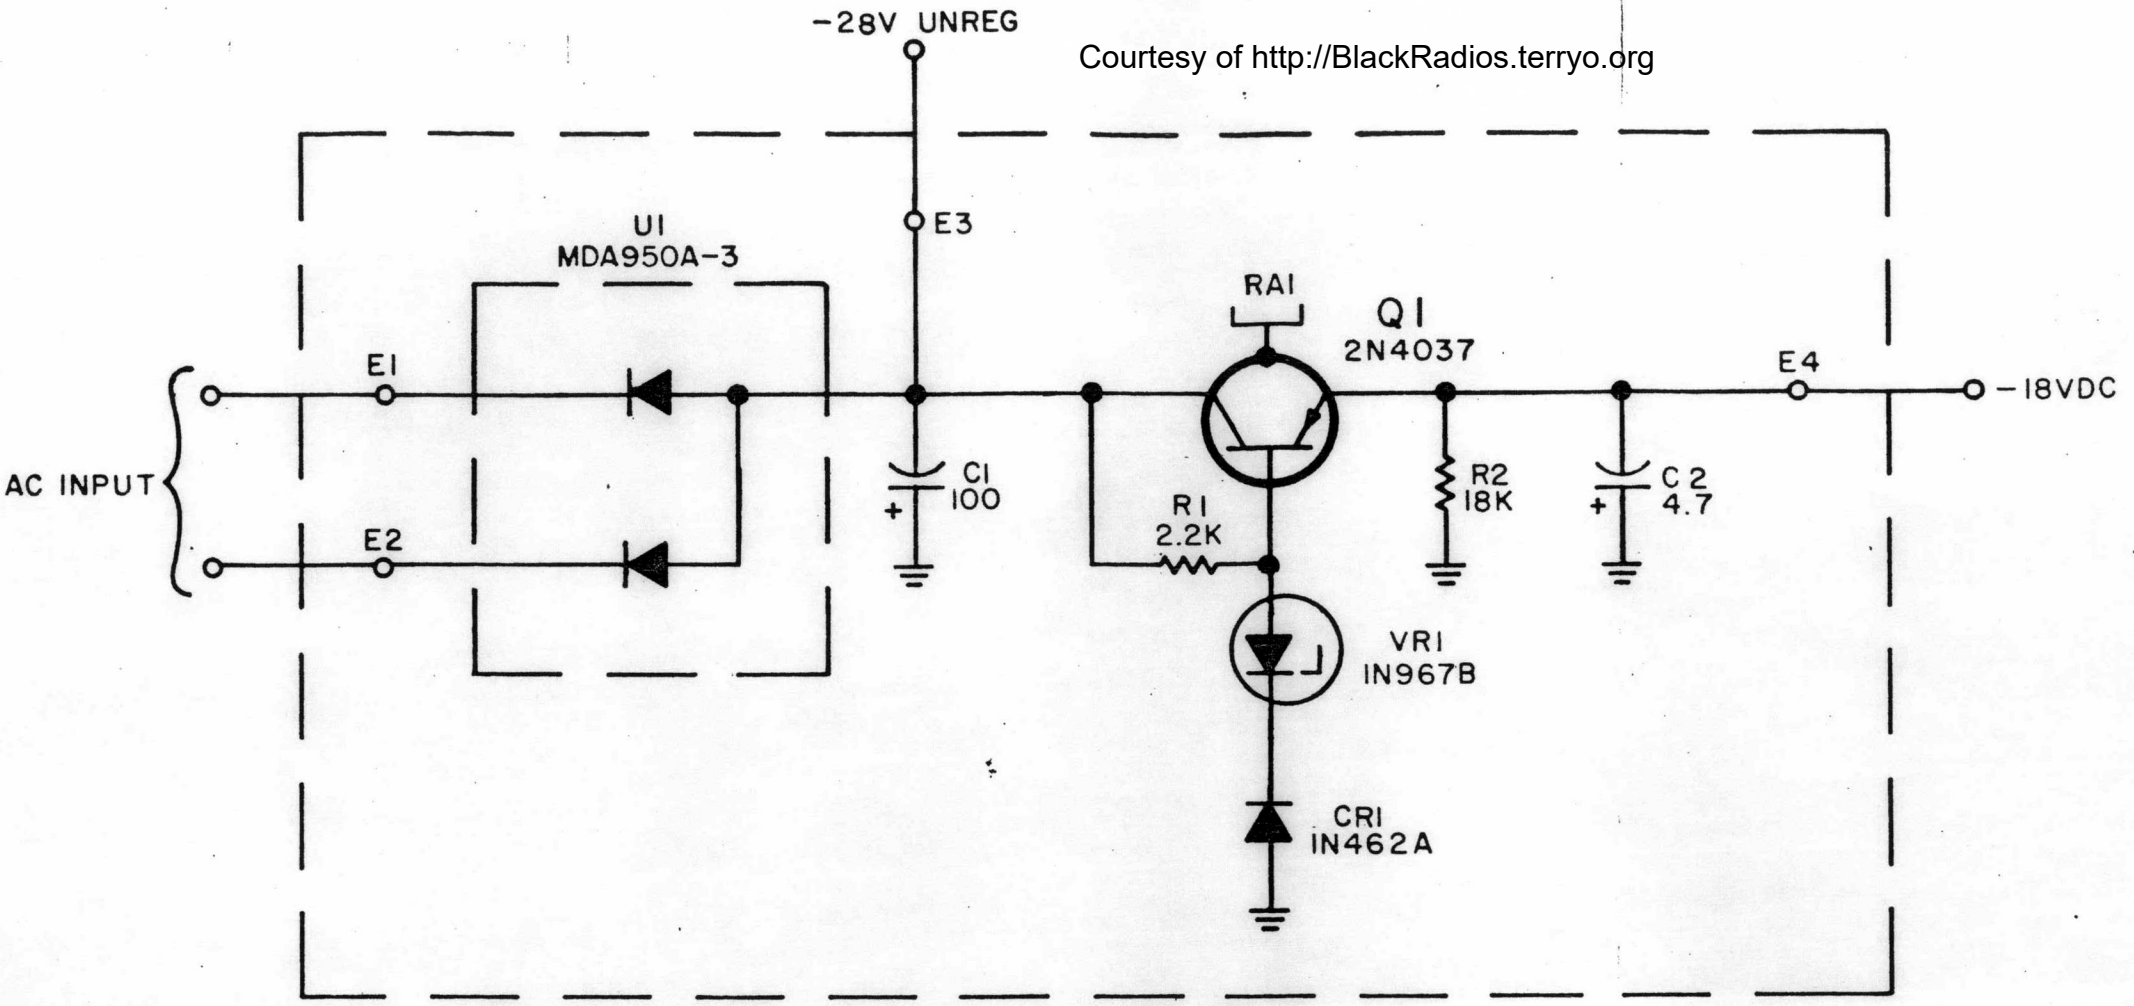 -28V UNREG
Courtesy of http://BlackRadios.terryo.org
E3
U1
MDA950A-3
RA1
Q1
2N4037
E1
E4
-18VDC
AC INPUT
C1
100
+
R1
2.2K
R2
18K
C2
4.7
+
E2
VR1
1N967B
CR1
1N462A